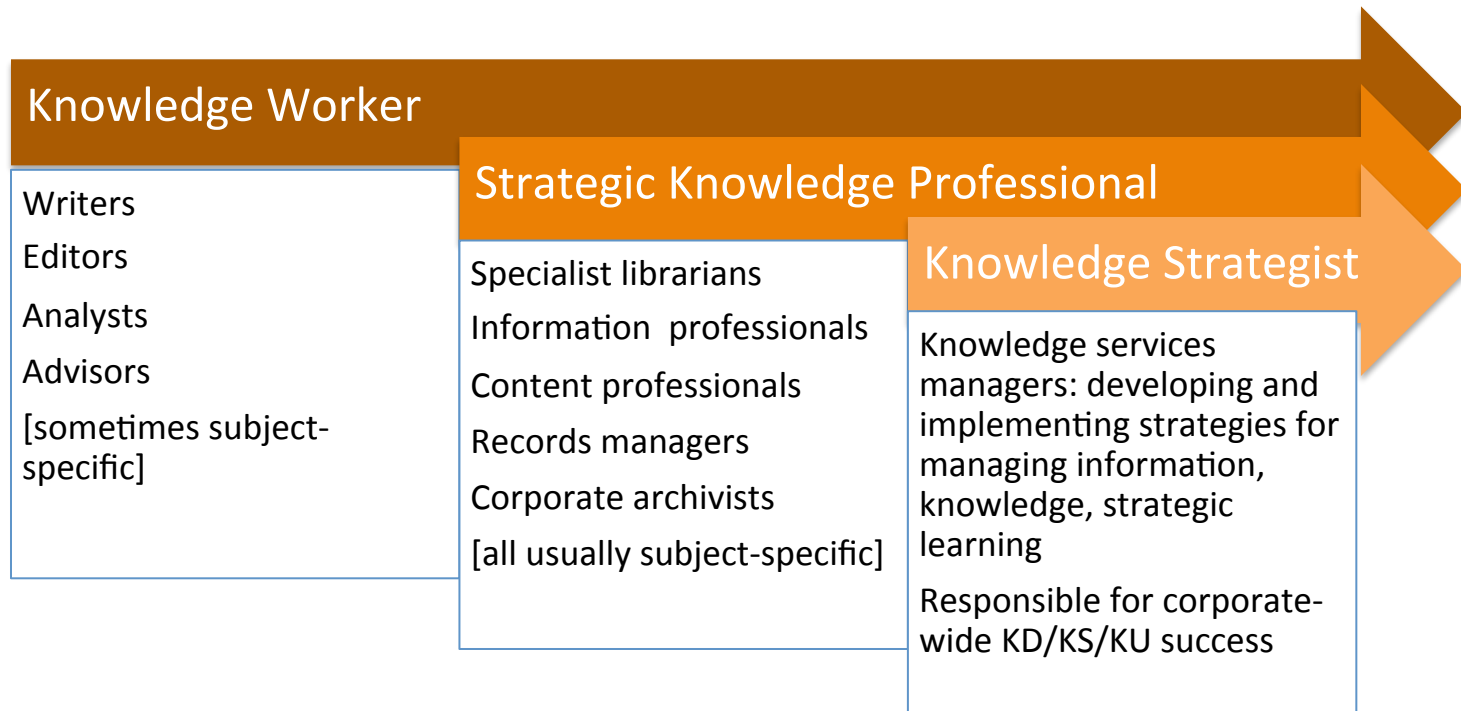 Knowledge Worker
Writers
Editors
Analysts
Advisors
[sometimes subject-
specific]
Strategic Knowledge Professional
Specialist librarians
Information  professionals
Content professionals
Records managers
Corporate archivists
[all usually subject-specific]
Knowledge Strategist
Knowledge services
managers: developing and
implementing strategies for
managing information,
knowledge, strategic
learning
Responsible for corporate-
wide KD/KS/KU success